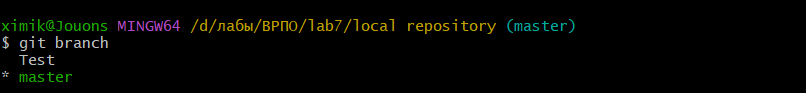 ximik@Jouons MINGW64 /d/лабы/ВРПО/lab7/local repository (master)
$ git branch
  Test
* master